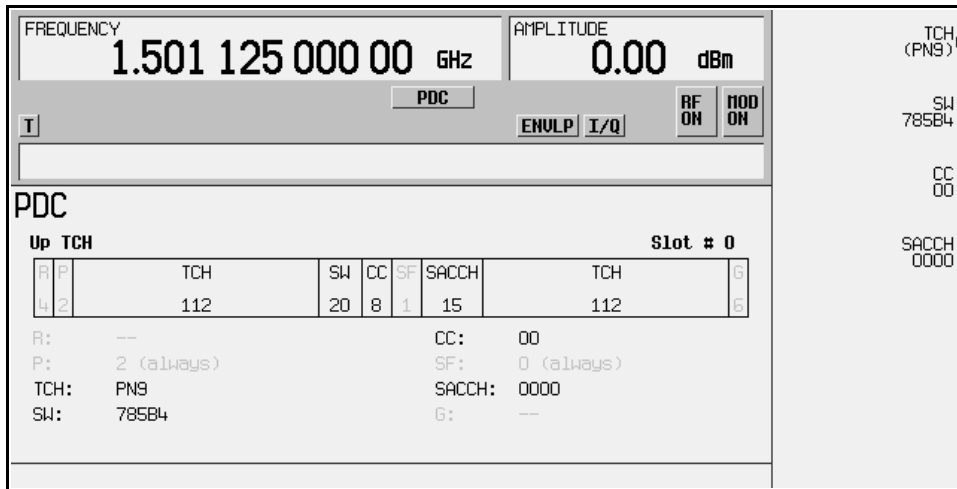 FREQUENCY
1.501 125 000 00 GHz
AMPLITUDE
0.00 dBm
PDC
T
ENVLP
I/Q
RF ON
MOD ON
PDC
Up TCH
Slot # 0
R P TCH SW CC SF SACCH TCH G
4 2 112 20 8 1 15 112 6
R: --
CC: 00
P: 2 (always)
SF: 0 (always)
TCH: PN9
SACCH: 0000
SW: 785B4
G: --
TCH
(PN9)
SW
785B4
CC
00
SACCH
0000